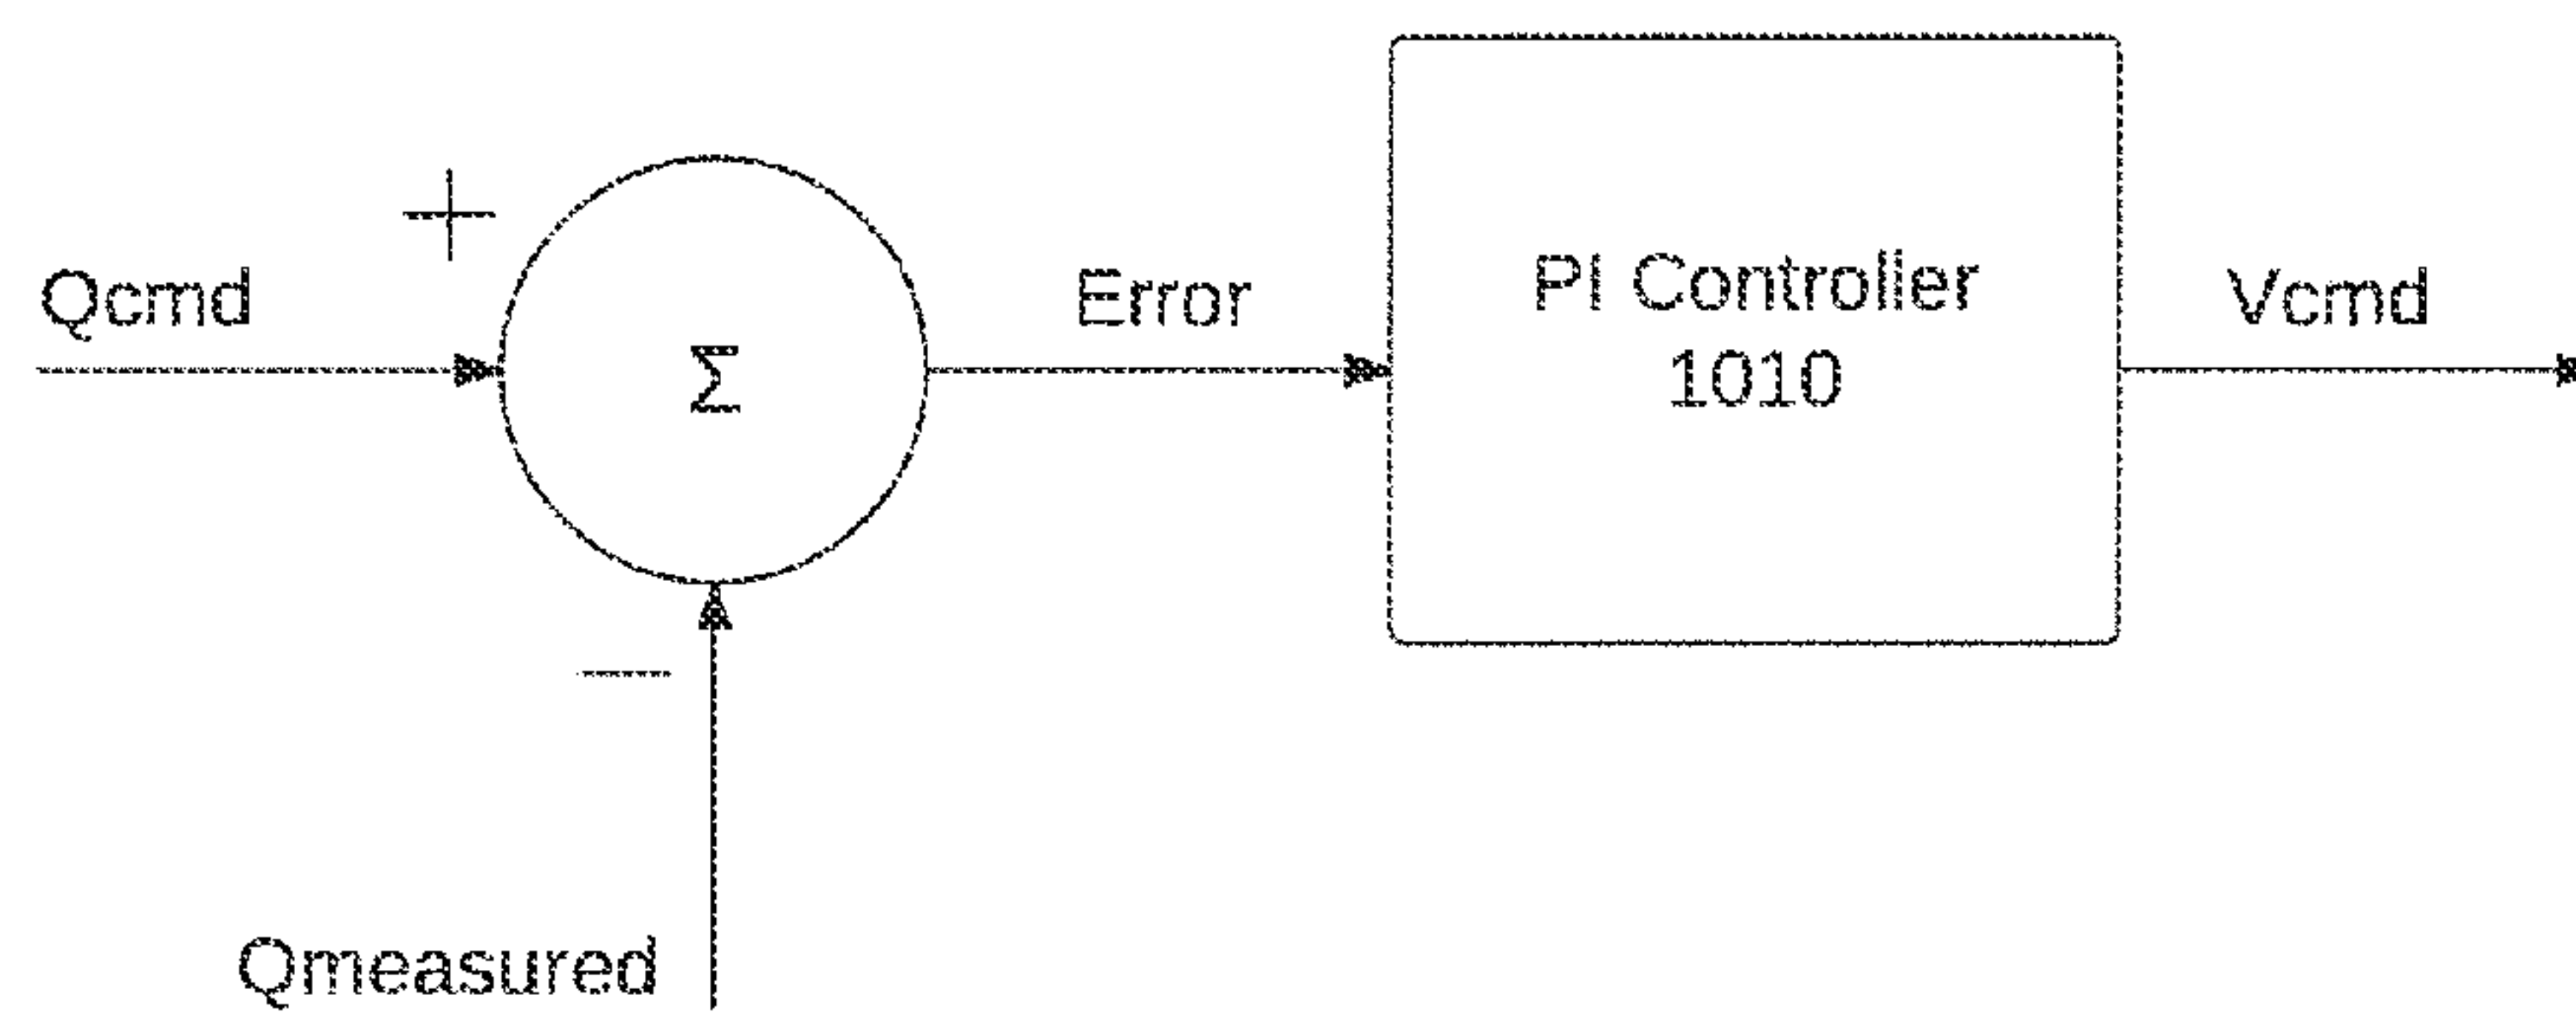 +
Qcmd
Σ
Error
PI Controller
1010
Vcmd
−
Qmeasured